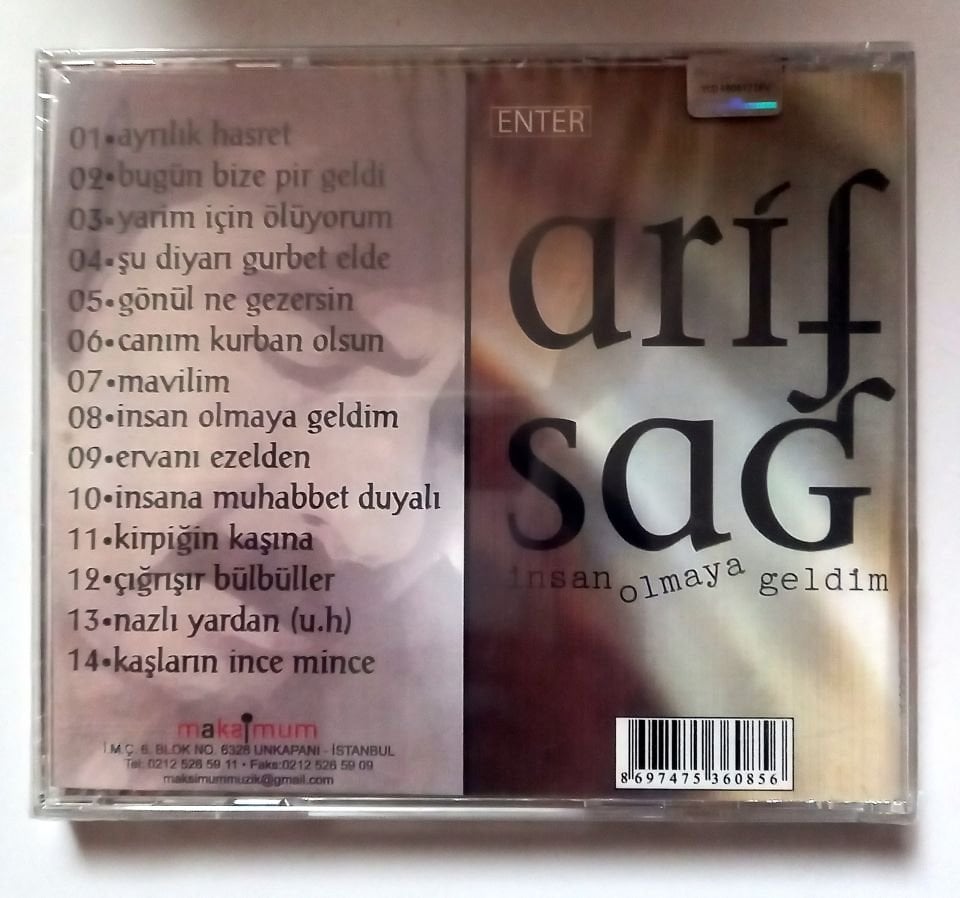 01•ayrılık hasret
02•bugün bize pir geldi
03•yarim için ölüyorum
04•şu diyarı gurbet elde
05•gönül ne gezersin
06•canım kurban olsun
07•mavilim
08•insan olmaya geldim
09•ervanı ezelden
10•insana muhabbet duyalı
11•kirpiğin kaşına
12•çığrışır bülbüller
13•nazlı yardan (u.h)
14•kaşların ince mince
maksimum
İ.M.Ç. 6. BLOK NO. 6328 UNKAPANI - İSTANBUL
Tel: 0212 526 59 11 • Faks:0212 526 59 09
maksimummuzik@gmail.com
ENTER
arif
sağ
insan olmaya geldim
8 697475 360856